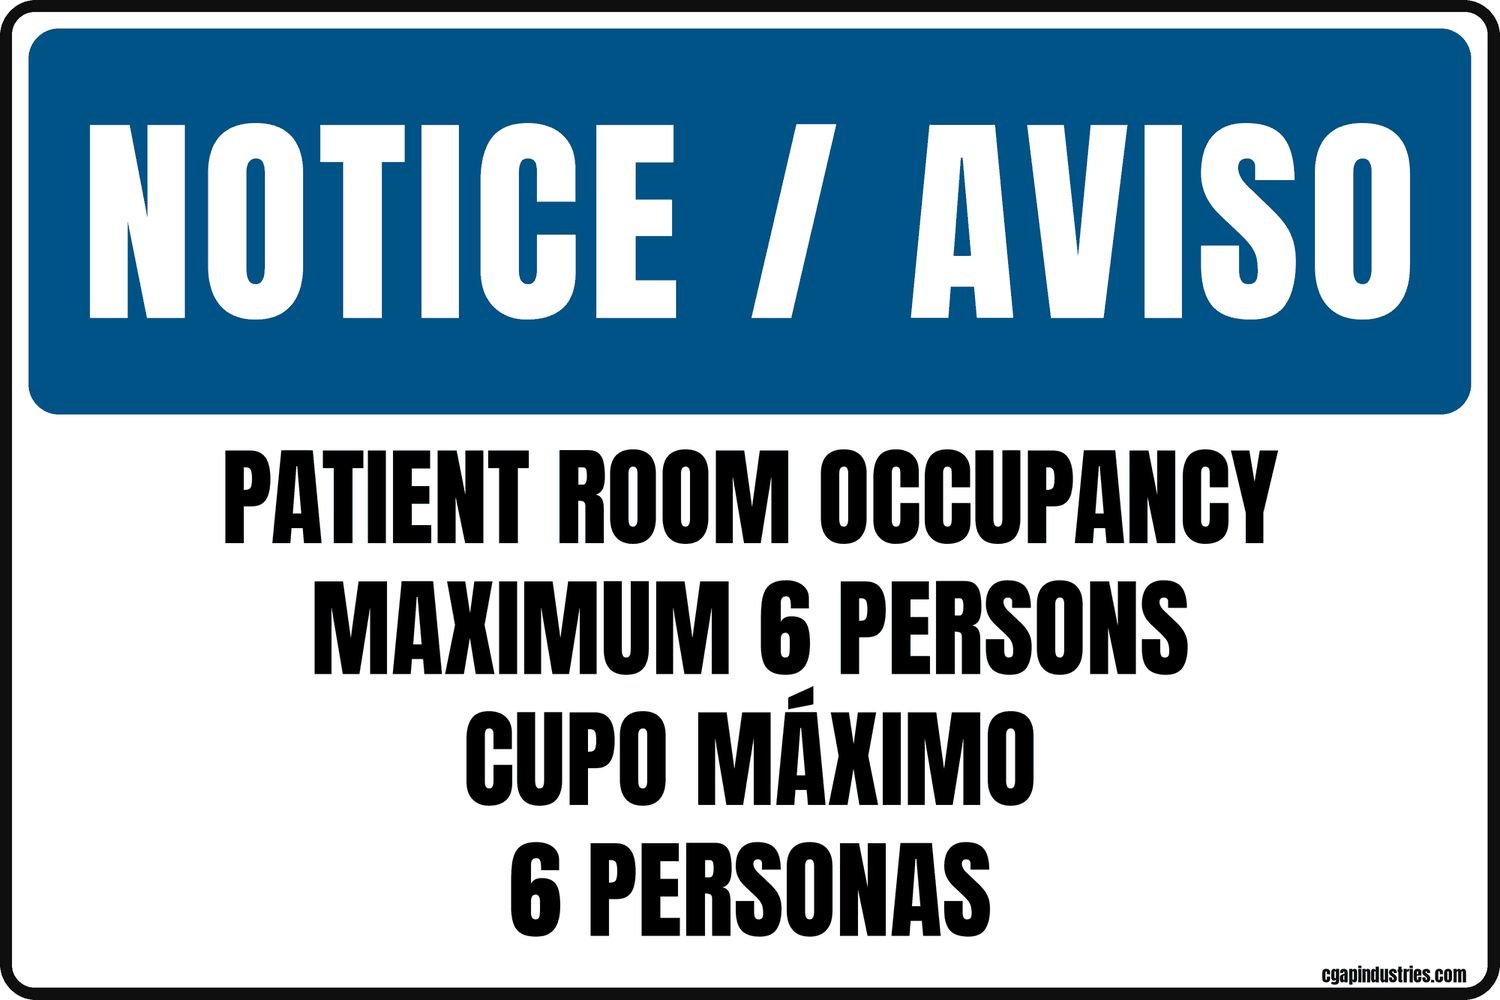 NOTICE / AVISO
PATIENT ROOM OCCUPANCY
MAXIMUM 6 PERSONS
CUPO MÁXIMO
6 PERSONAS
cgapindustries.com